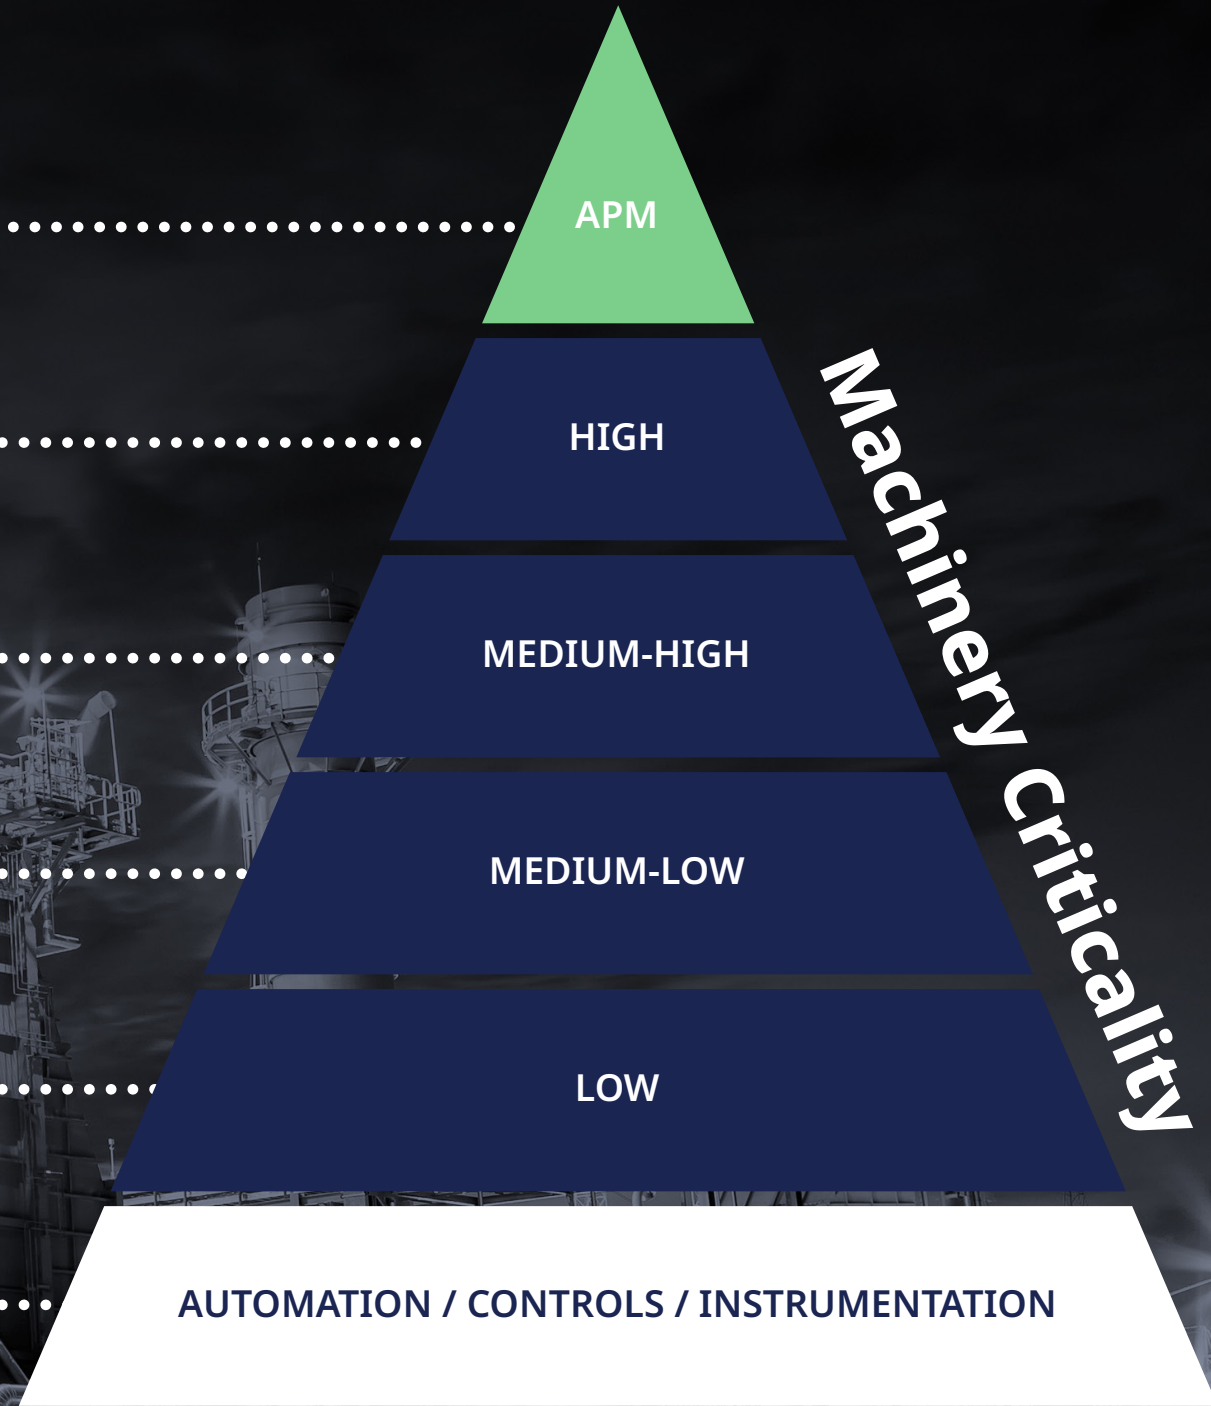 APM
HIGH
Machinery Criticality
MEDIUM-HIGH
MEDIUM-LOW
LOW
AUTOMATION / CONTROLS / INSTRUMENTATION